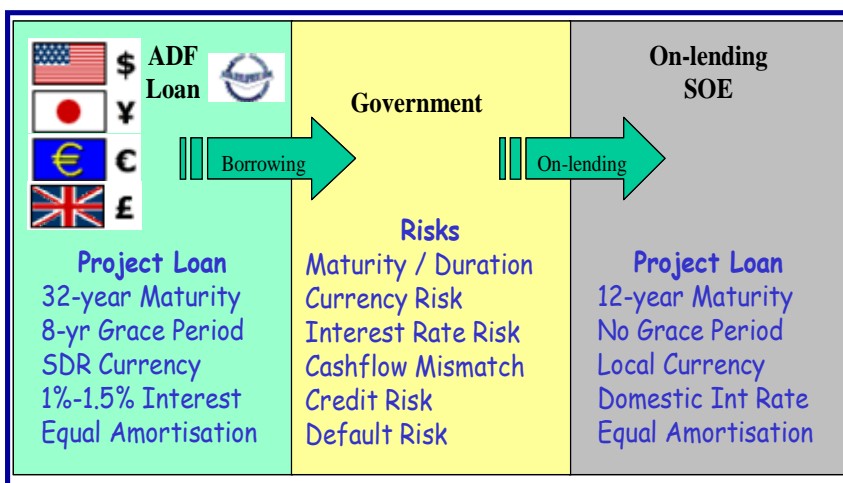 ADF
Loan
$
¥
€
€
£
Borrowing
Project Loan
32-year Maturity
8-yr Grace Period
SDR Currency
1%-1.5% Interest
Equal Amortisation
Government
Risks
Maturity / Duration
Currency Risk
Interest Rate Risk
Cashflow Mismatch
Credit Risk
Default Risk
On-lending
SOE
On-lending
Project Loan
12-year Maturity
No Grace Period
Local Currency
Domestic Int Rate
Equal Amortisation